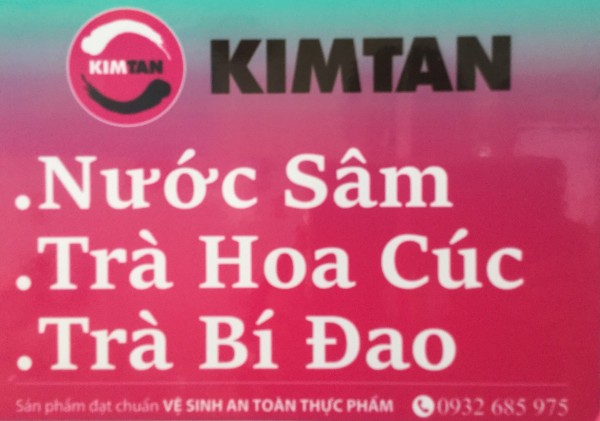 KIMTAN KIMTAN
.Nước Sâm
.Trà Hoa Cúc
.Trà Bí Đao
Sản phẩm đạt chuẩn VỆ SINH AN TOÀN THỰC PHẨM 0932 685 975